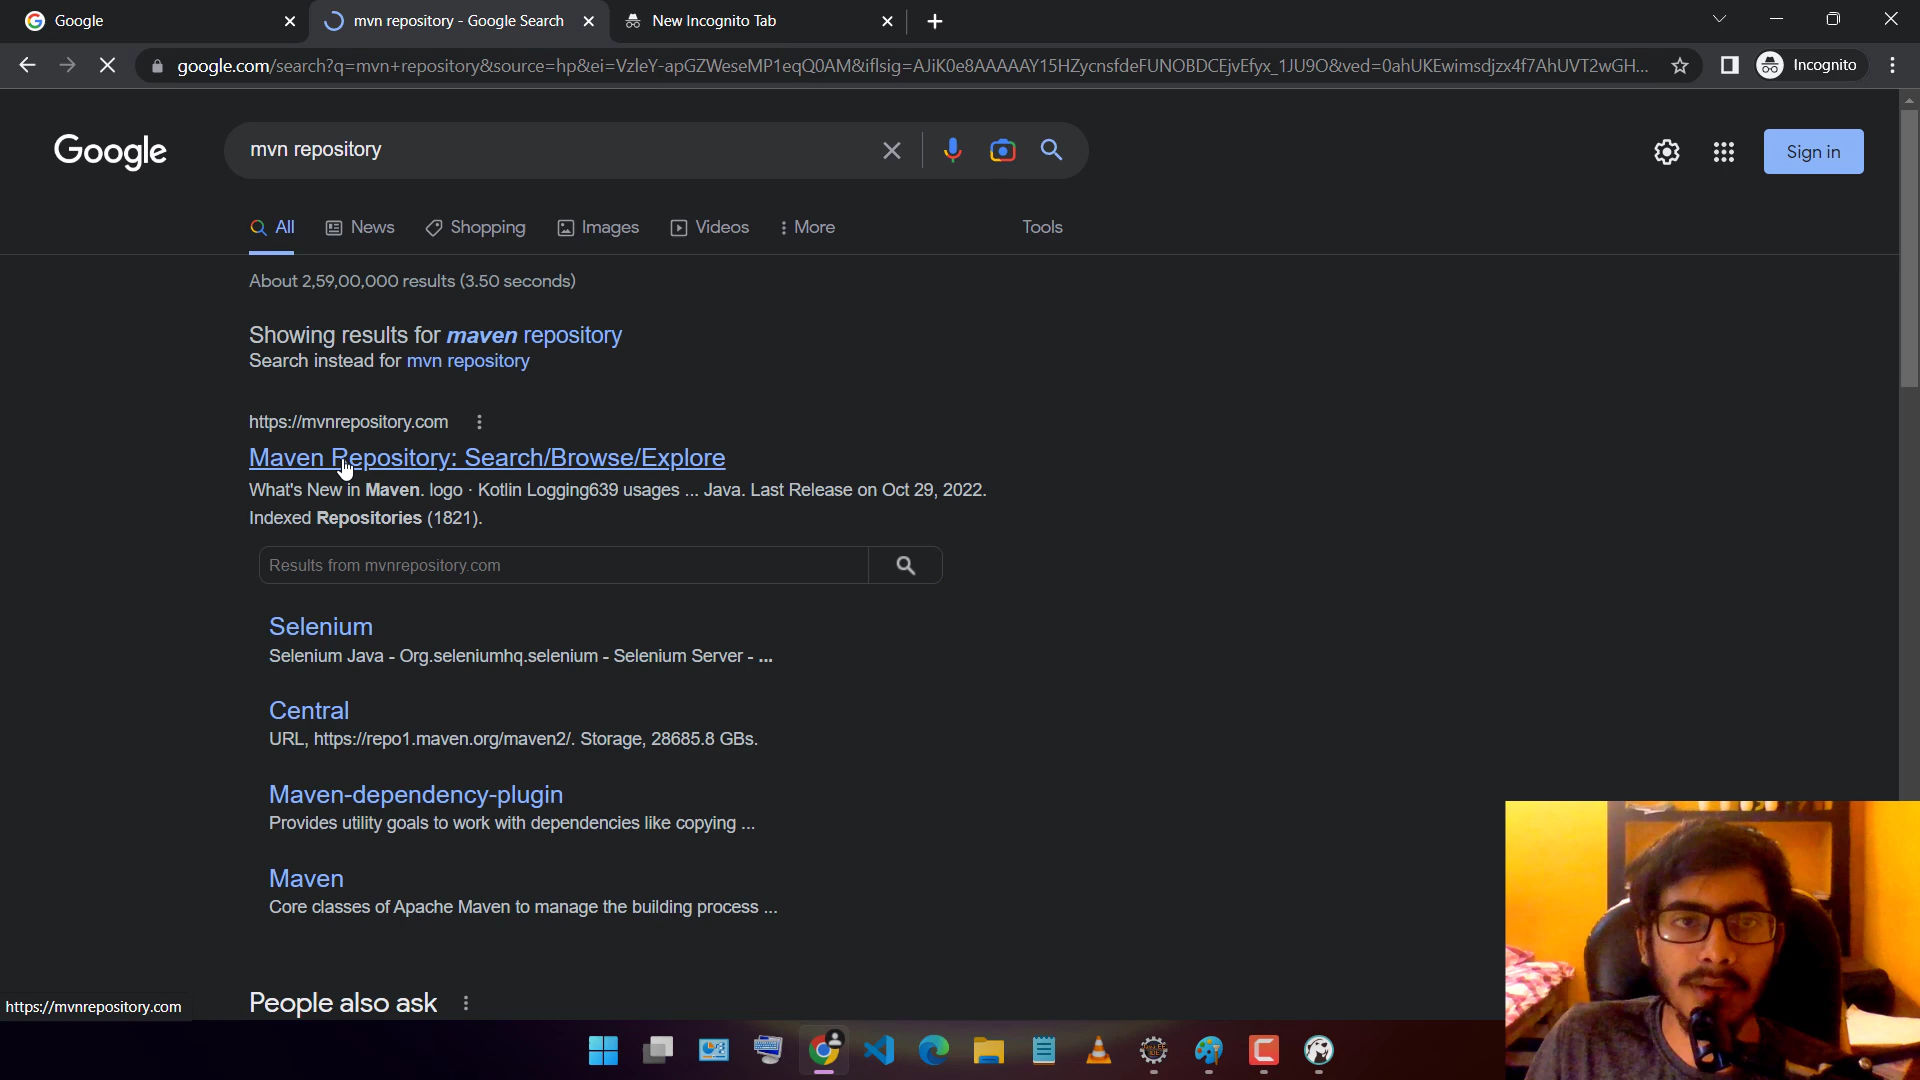 Google
mvn repository - Google Search
New Incognito Tab
google.com/search?q=mvn+repository&source=hp&ei=VzleY-apGZWeseMP1eqQ0AM&iflsig=AJiK0e8AAAAAY15HZycnsfdeFUNOBDCEjvEfyx_1JU9O&ved=0ahUKEwimsdjzx4f7AhUVT2wGH...
Incognito
Google
mvn repository
Sign in
All
News
Shopping
Images
Videos
More
Tools
About 2,59,00,000 results (3.50 seconds)
Showing results for maven repository
Search instead for mvn repository
https://mvnrepository.com
Maven Repository: Search/Browse/Explore
What's New in Maven. logo · Kotlin Logging639 usages ... Java. Last Release on Oct 29, 2022.
Indexed Repositories (1821).
Results from mvnrepository.com
Selenium
Selenium Java - Org.seleniumhq.selenium - Selenium Server - ...
Central
URL, https://repo1.maven.org/maven2/. Storage, 28685.8 GBs.
Maven-dependency-plugin
Provides utility goals to work with dependencies like copying ...
Maven
Core classes of Apache Maven to manage the building process ...
People also ask
https://mvnrepository.com